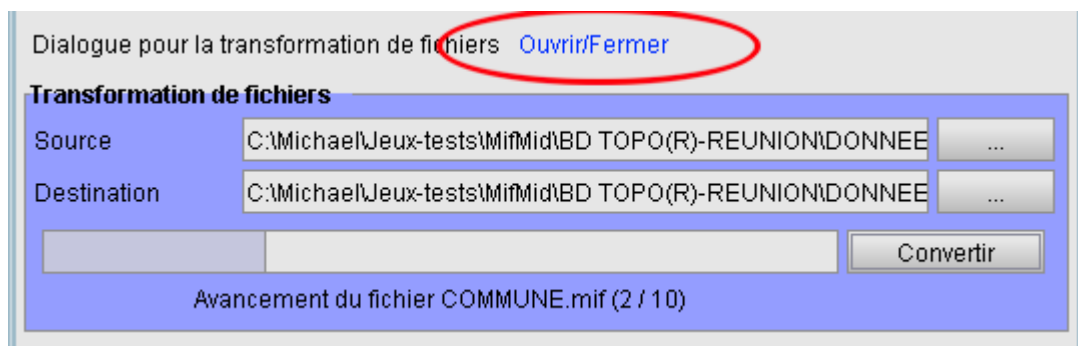 Dialogue pour la transformation de fichiers Ouvrir/Fermer
Transformation de fichiers
Source C:\Michael\Jeux-tests\MifMid\BD TOPO(R)-REUNION\DONNEE ...
Destination C:\Michael\Jeux-tests\MifMid\BD TOPO(R)-REUNION\DONNEE ...
Convertir
Avancement du fichier COMMUNE.mif (2 / 10)